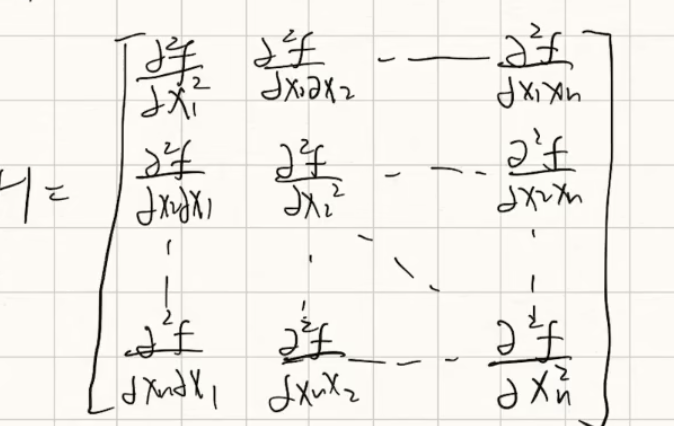 ∂²f/∂x₁² ∂²f/∂x₁∂x₂ ---— ∂²f/∂x₁xₙ
H = ∂²f/∂x₂∂x₁ ∂²f/∂x₂² ---- ∂²f/∂x₂xₙ
∂²f/∂xₙ∂x₁ ∂²f/∂xₙx₂ ---- ∂²f/∂xₙ²